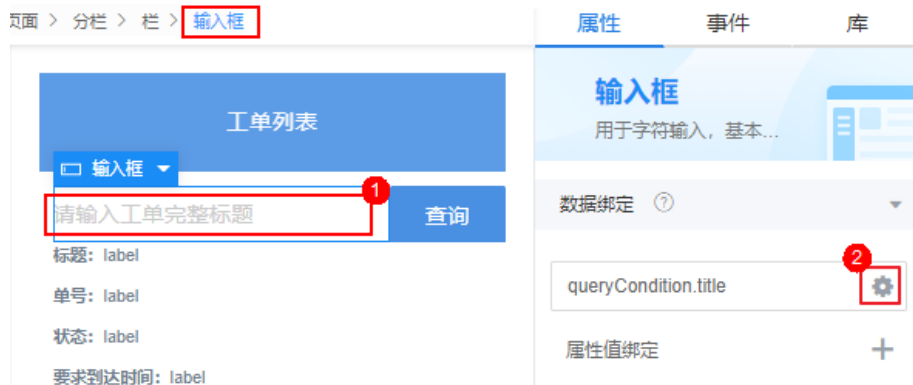 页面 > 分栏 > 栏 > 输入框
工单列表
输入框
请输入工单完整标题
1
查询
标题：label
单号：label
状态：label
要求到达时间：label
属性 事件 库
输入框
用于字符输入，基本...
数据绑定 ?
2
queryCondition.title
属性值绑定 +